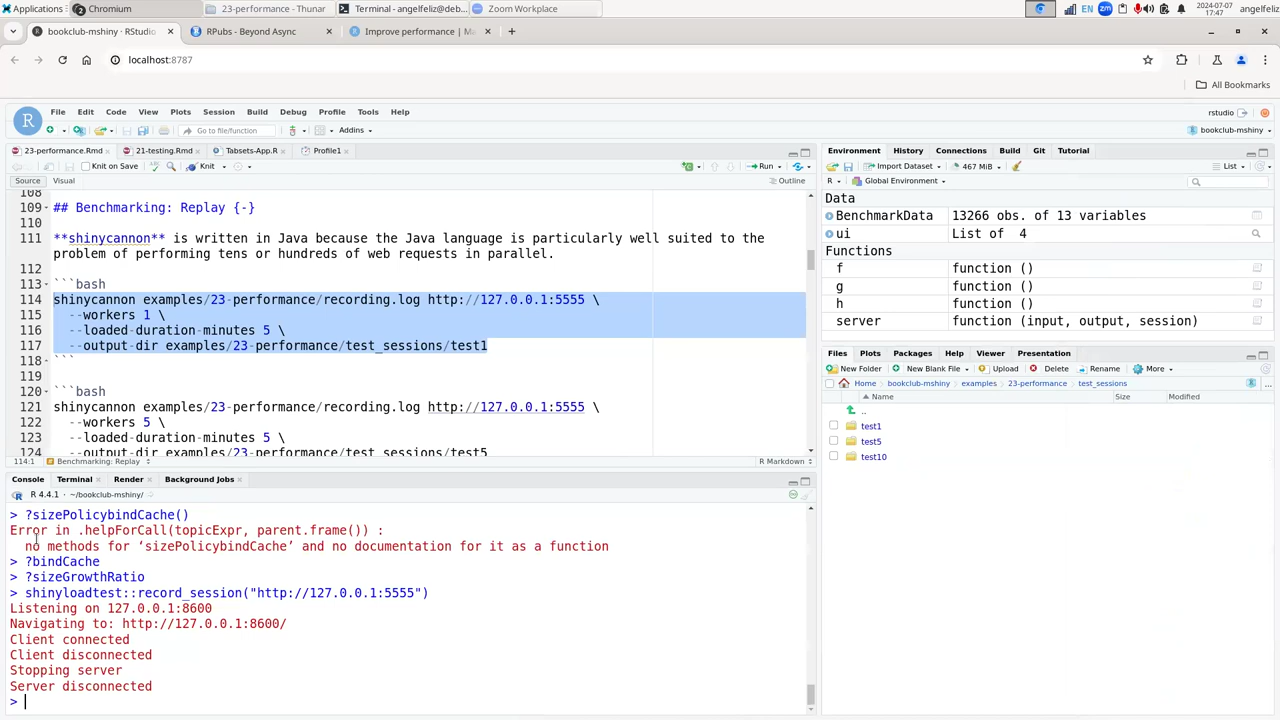 Applications
Chromium
23-performance - Thunar
Terminal - angelfeliz@deb...
Zoom Workplace
EN
zm
2024-07-07
17:47
angelfeliz
bookclub-mshiny · RStudio
RPubs - Beyond Async
Improve performance | Ma
localhost:8787
All Bookmarks
R
File Edit Code View Plots Session Build Debug Profile Tools Help
rstudio
Go to file/function
Addins
bookclub-mshiny
23-performance.Rmd
21-testing.Rmd
Tabsets-App.R
Profile1
Knit on Save
Knit
Run
Source Visual
Outline
108
109 ## Benchmarking: Replay {-}
110
111 **shinycannon** is written in Java because the Java language is particularly well suited to the
problem of performing tens or hundreds of web requests in parallel.
112
113 ```bash
114 shinycannon examples/23-performance/recording.log http://127.0.0.1:5555 \
115 --workers 1 \
116 --loaded-duration-minutes 5 \
117 --output-dir examples/23-performance/test_sessions/test1
118 ```
119
120 ```bash
121 shinycannon examples/23-performance/recording.log http://127.0.0.1:5555 \
122 --workers 5 \
123 --loaded-duration-minutes 5 \
124 --output-dir examples/23-performance/test_sessions/test5
114:1 Benchmarking: Replay R Markdown
Console Terminal Render Background Jobs
R 4.4.1 · ~/bookclub-mshiny/
> ?sizePolicybindCache()
Error in .helpForCall(topicExpr, parent.frame()) :
no methods for ‘sizePolicybindCache’ and no documentation for it as a function
> ?bindCache
> ?sizeGrowthRatio
> shinyloadtest::record_session("http://127.0.0.1:5555")
Listening on 127.0.0.1:8600
Navigating to: http://127.0.0.1:8600/
Client connected
Client disconnected
Stopping server
Server disconnected
>
Environment History Connections Build Git Tutorial
Import Dataset 467 MiB List
R Global Environment
Data
BenchmarkData 13266 obs. of 13 variables
ui List of 4
Functions
f function ()
g function ()
h function ()
server function (input, output, session)
Files Plots Packages Help Viewer Presentation
New Folder New Blank File Upload Delete Rename More
Home bookclub-mshiny examples 23-performance test_sessions ...
Name Size Modified
..
test1
test5
test10